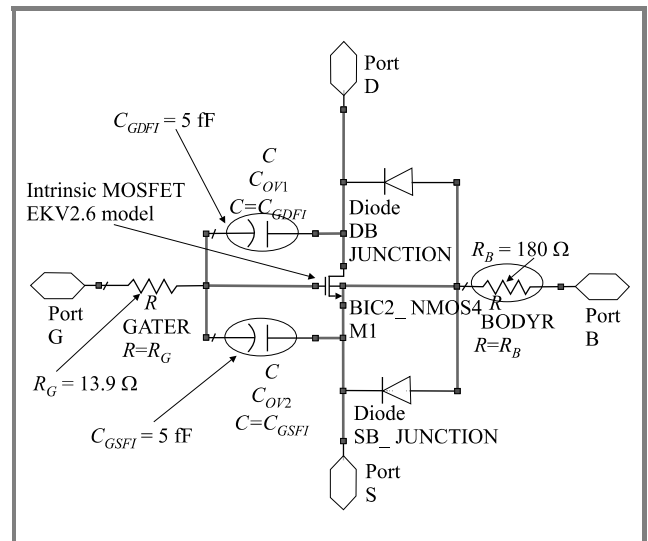 Port
D
C_GDFI = 5 fF
C
C_OV1
C=C_GDFI
Intrinsic MOSFET
EKV2.6 model
Diode
DB
JUNCTION
R_B = 180 Ω
Port
G
R
GATER
R=R_G
BIC2_ NMOS4
M1
R
BODYR
R=R_B
Port
B
R_G = 13.9 Ω
C
C_OV2
C=C_GSFI
C_GSFI = 5 fF
Diode
SB_ JUNCTION
Port
S